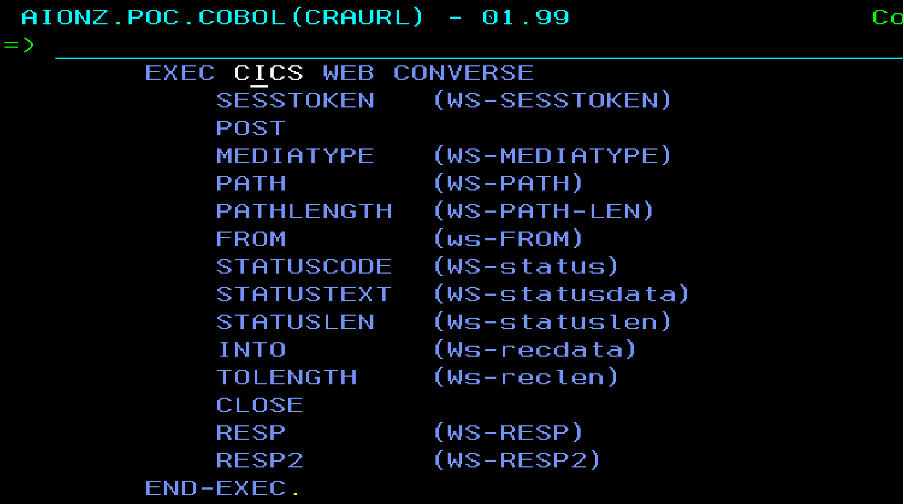 AIONZ.POC.COBOL(CRAURL) - 01.99 Co
=>
EXEC CICS WEB CONVERSE
SESSTOKEN (WS-SESSTOKEN)
POST
MEDIATYPE (WS-MEDIATYPE)
PATH (WS-PATH)
PATHLENGTH (WS-PATH-LEN)
FROM (ws-FROM)
STATUSCODE (WS-status)
STATUSTEXT (WS-statusdata)
STATUSLEN (Ws-statuslen)
INTO (Ws-recdata)
TOLENGTH (Ws-reclen)
CLOSE
RESP (WS-RESP)
RESP2 (WS-RESP2)
END-EXEC.